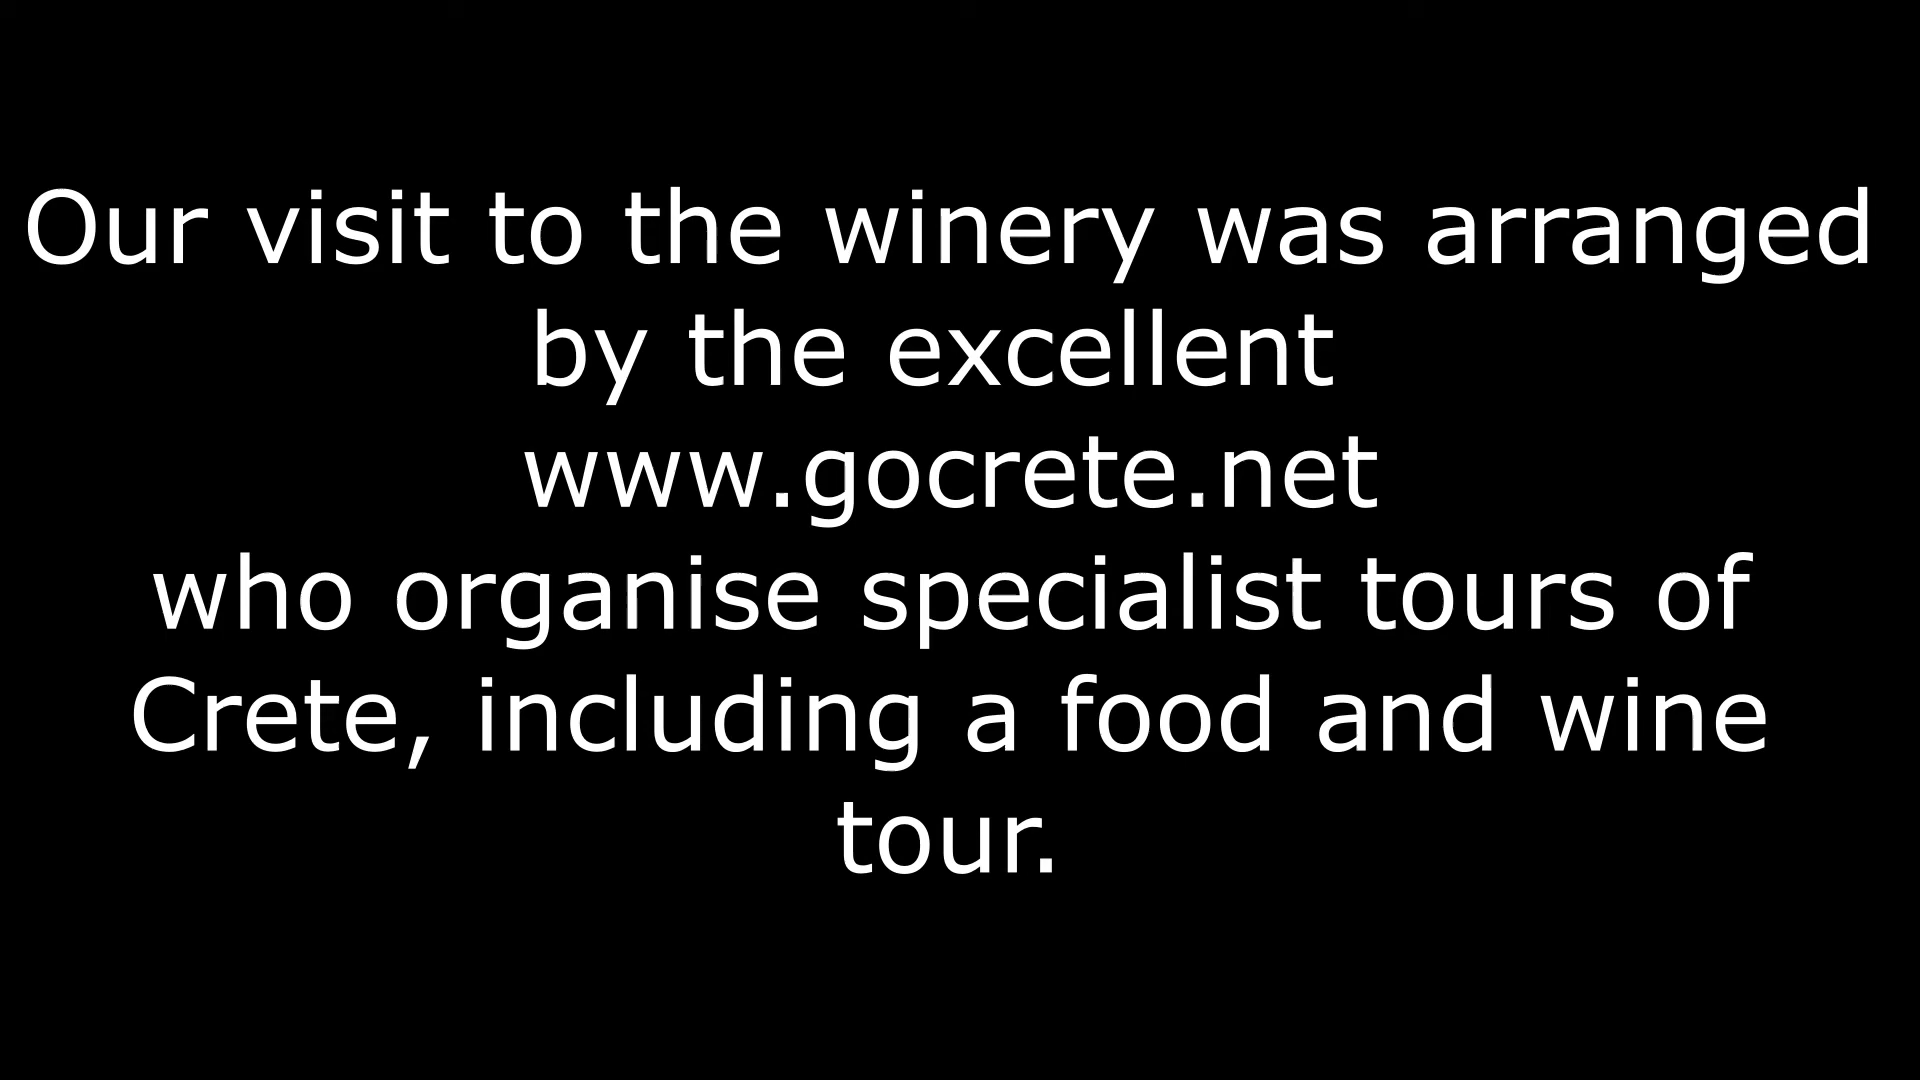 Our visit to the winery was arranged
by the excellent
www.gocrete.net
who organise specialist tours of
Crete, including a food and wine
tour.